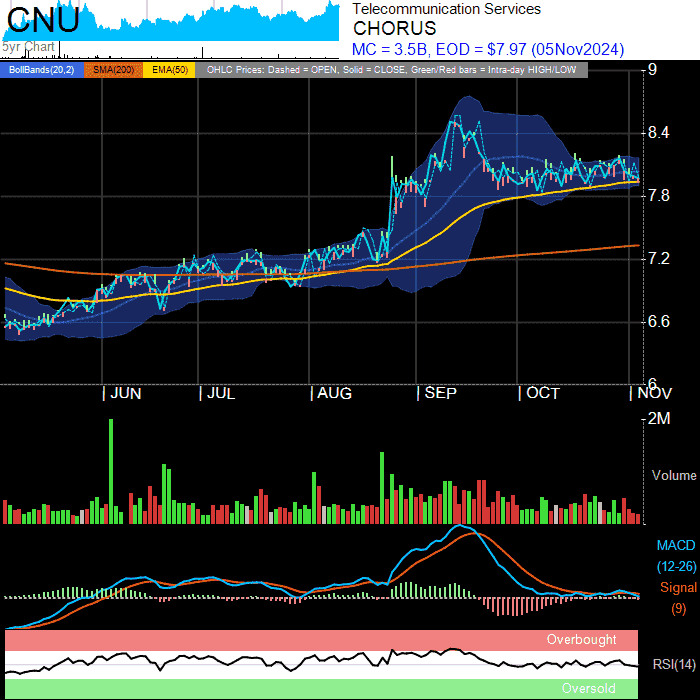 CNU
5yr Chart
Telecommunication Services
CHORUS
MC = 3.5B, EOD = $7.97 (05Nov2024)
BollBands(20,2) SMA(200) EMA(50) OHLC Prices: Dashed = OPEN, Solid = CLOSE, Green/Red bars = Intra-day HIGH/LOW
9
8.4
7.8
7.2
6.6
6
| JUN | JUL | AUG | SEP | OCT | NOV
2M
Volume
MACD
(12-26)
Signal
(9)
Overbought
RSI(14)
Oversold